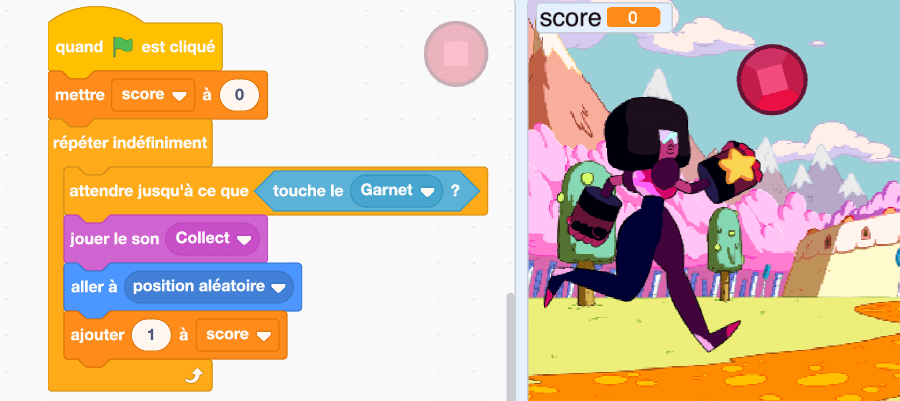 quand est cliqué
mettre score à 0
répéter indéfiniment
attendre jusqu'à ce que touche le Garnet ?
jouer le son Collect
aller à position aléatoire
ajouter 1 à score
score 0